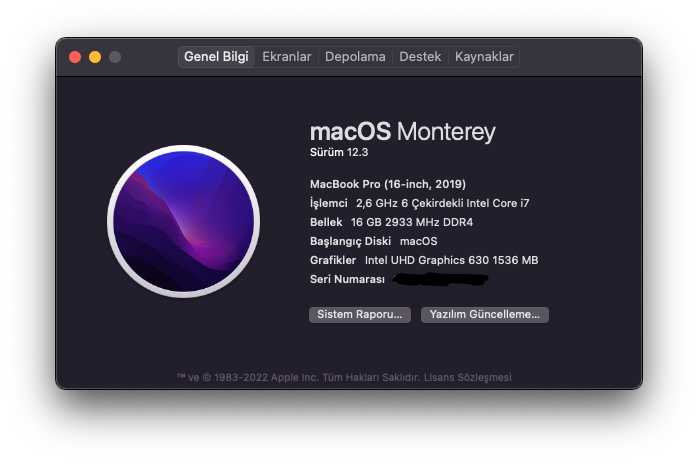 Genel Bilgi Ekranlar Depolama Destek Kaynaklar
macOS Monterey
Sürüm 12.3
MacBook Pro (16-inch, 2019)
İşlemci 2,6 GHz 6 Çekirdekli Intel Core i7
Bellek 16 GB 2933 MHz DDR4
Başlangıç Diski macOS
Grafikler Intel UHD Graphics 630 1536 MB
Seri Numarası
Sistem Raporu... Yazılım Güncelleme...
™ ve © 1983-2022 Apple Inc. Tüm Hakları Saklıdır. Lisans Sözleşmesi